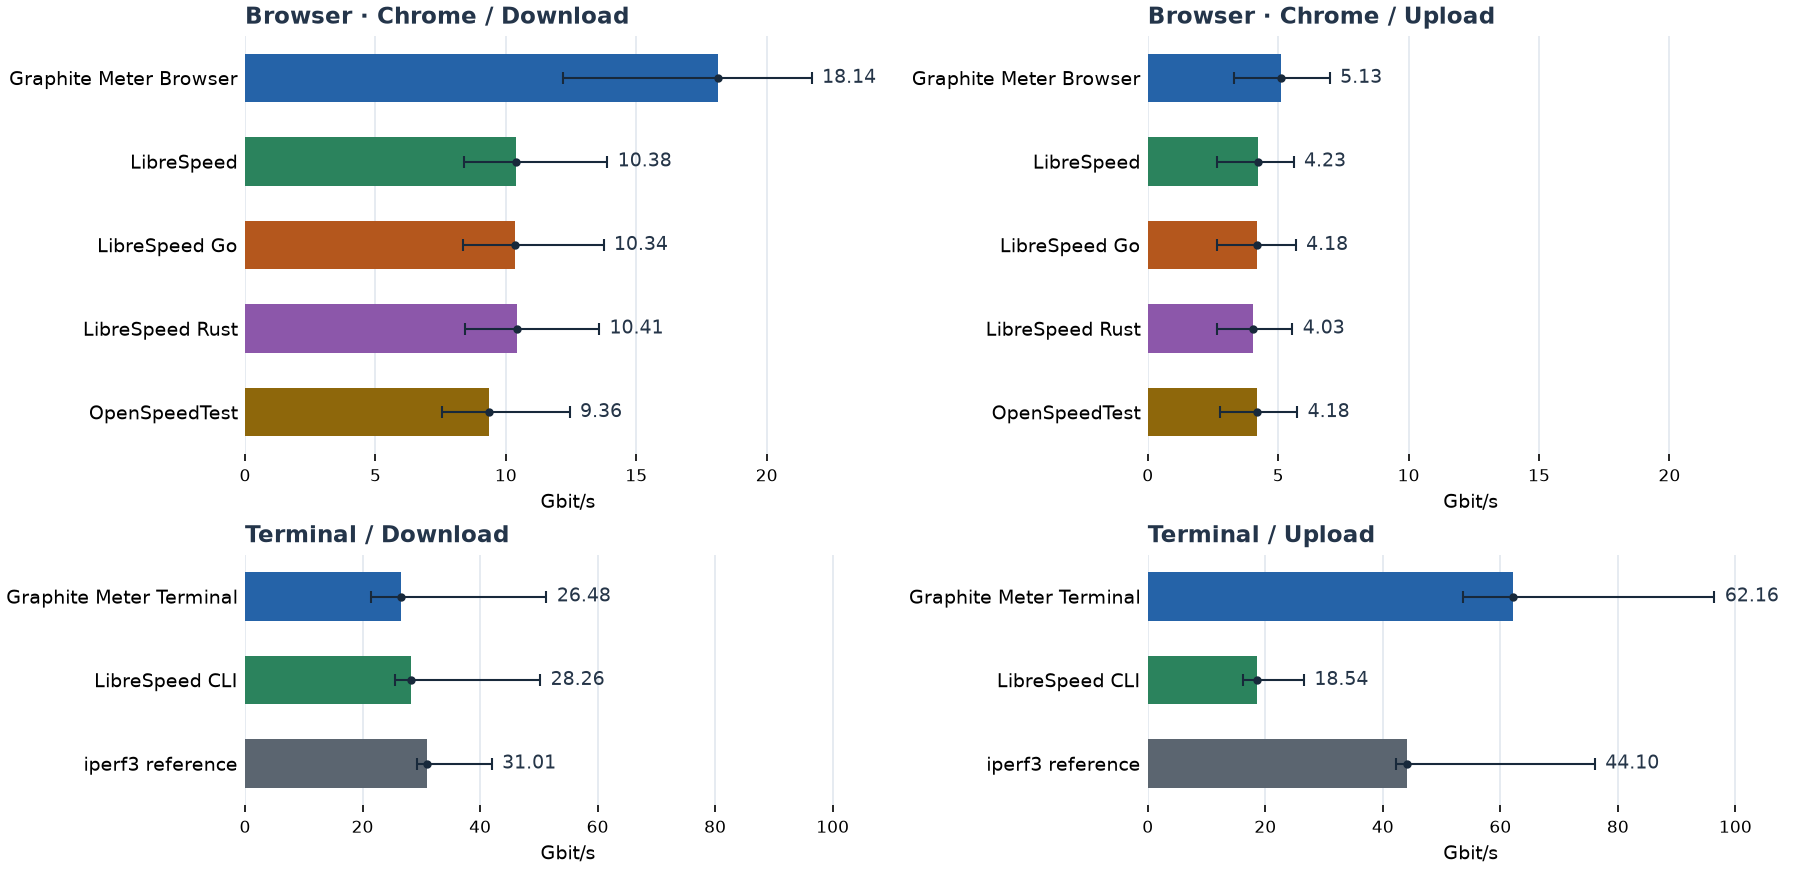 Browser · Chrome / Download
Graphite Meter Browser
18.14
LibreSpeed
10.38
LibreSpeed Go
10.34
LibreSpeed Rust
10.41
OpenSpeedTest
9.36
0 5 10 15 20
Gbit/s
Browser · Chrome / Upload
Graphite Meter Browser
5.13
LibreSpeed
4.23
LibreSpeed Go
4.18
LibreSpeed Rust
4.03
OpenSpeedTest
4.18
0 5 10 15 20
Gbit/s
Terminal / Download
Graphite Meter Terminal
26.48
LibreSpeed CLI
28.26
iperf3 reference
31.01
0 20 40 60 80 100
Gbit/s
Terminal / Upload
Graphite Meter Terminal
62.16
LibreSpeed CLI
18.54
iperf3 reference
44.10
0 20 40 60 80 100
Gbit/s